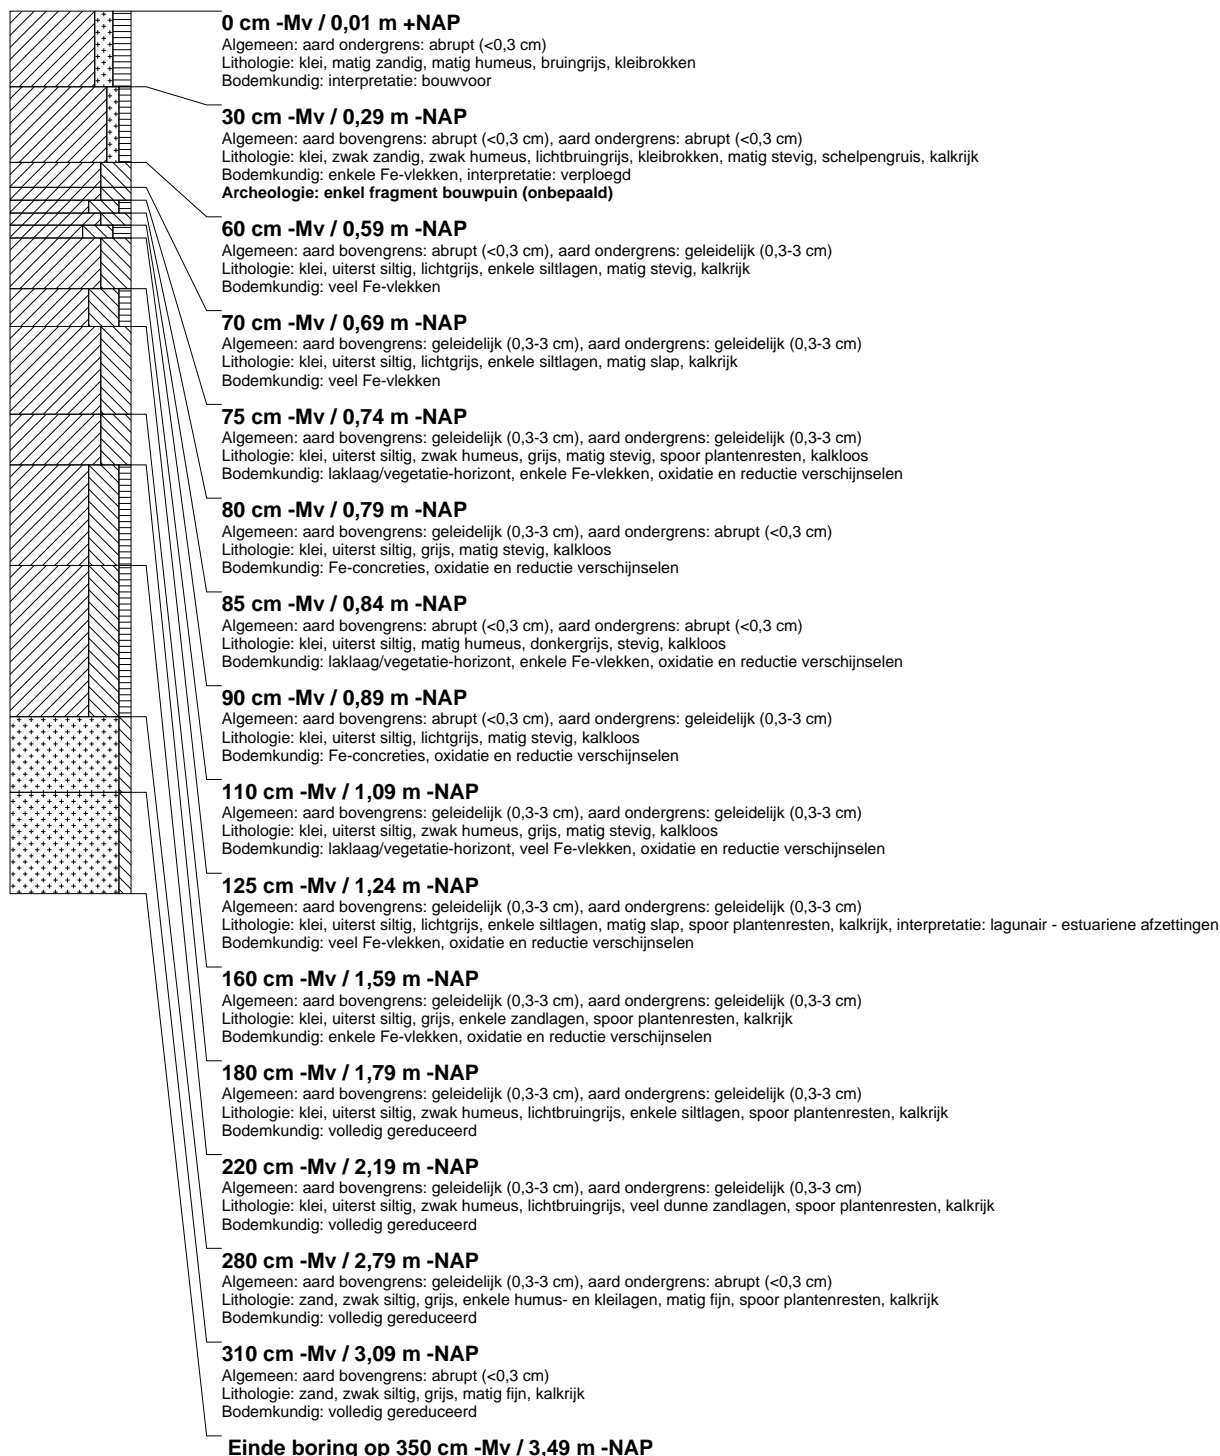 0 cm -Mv / 0,01 m +NAP
Algemeen: aard ondergrens: abrupt (<0,3 cm)
Lithologie: klei, matig zandig, matig humeus, bruingrijs, kleibrokken
Bodemkundig: interpretatie: bouwvoor
30 cm -Mv / 0,29 m -NAP
Algemeen: aard bovengrens: abrupt (<0,3 cm), aard ondergrens: abrupt (<0,3 cm)
Lithologie: klei, zwak zandig, zwak humeus, lichtbruingrijs, kleibrokken, matig stevig, schelpengruis, kalkrijk
Bodemkundig: enkele Fe-vlekken, interpretatie: verploegd
Archeologie: enkel fragment bouwpuin (onbepaald)
60 cm -Mv / 0,59 m -NAP
Algemeen: aard bovengrens: abrupt (<0,3 cm), aard ondergrens: geleidelijk (0,3-3 cm)
Lithologie: klei, uiterst siltig, lichtgrijs, enkele siltlagen, matig stevig, kalkrijk
Bodemkundig: veel Fe-vlekken
70 cm -Mv / 0,69 m -NAP
Algemeen: aard bovengrens: geleidelijk (0,3-3 cm), aard ondergrens: geleidelijk (0,3-3 cm)
Lithologie: klei, uiterst siltig, lichtgrijs, enkele siltlagen, matig slap, kalkrijk
Bodemkundig: veel Fe-vlekken
75 cm -Mv / 0,74 m -NAP
Algemeen: aard bovengrens: geleidelijk (0,3-3 cm), aard ondergrens: geleidelijk (0,3-3 cm)
Lithologie: klei, uiterst siltig, zwak humeus, grijs, matig stevig, spoor plantenresten, kalkloos
Bodemkundig: laklaag/vegetatie-horizont, enkele Fe-vlekken, oxidatie en reductie verschijnselen
80 cm -Mv / 0,79 m -NAP
Algemeen: aard bovengrens: geleidelijk (0,3-3 cm), aard ondergrens: abrupt (<0,3 cm)
Lithologie: klei, uiterst siltig, grijs, matig stevig, kalkloos
Bodemkundig: Fe-concreties, oxidatie en reductie verschijnselen
85 cm -Mv / 0,84 m -NAP
Algemeen: aard bovengrens: abrupt (<0,3 cm), aard ondergrens: abrupt (<0,3 cm)
Lithologie: klei, uiterst siltig, matig humeus, donkergrijs, stevig, kalkloos
Bodemkundig: laklaag/vegetatie-horizont, enkele Fe-vlekken, oxidatie en reductie verschijnselen
90 cm -Mv / 0,89 m -NAP
Algemeen: aard bovengrens: abrupt (<0,3 cm), aard ondergrens: geleidelijk (0,3-3 cm)
Lithologie: klei, uiterst siltig, lichtgrijs, matig stevig, kalkloos
Bodemkundig: Fe-concreties, oxidatie en reductie verschijnselen
110 cm -Mv / 1,09 m -NAP
Algemeen: aard bovengrens: geleidelijk (0,3-3 cm), aard ondergrens: geleidelijk (0,3-3 cm)
Lithologie: klei, uiterst siltig, zwak humeus, grijs, matig stevig, kalkloos
Bodemkundig: laklaag/vegetatie-horizont, veel Fe-vlekken, oxidatie en reductie verschijnselen
125 cm -Mv / 1,24 m -NAP
Algemeen: aard bovengrens: geleidelijk (0,3-3 cm), aard ondergrens: geleidelijk (0,3-3 cm)
Lithologie: klei, uiterst siltig, lichtgrijs, enkele siltlagen, matig slap, spoor plantenresten, kalkrijk, interpretatie: lagunair - estuariene afzettingen
Bodemkundig: veel Fe-vlekken, oxidatie en reductie verschijnselen
160 cm -Mv / 1,59 m -NAP
Algemeen: aard bovengrens: geleidelijk (0,3-3 cm), aard ondergrens: geleidelijk (0,3-3 cm)
Lithologie: klei, uiterst siltig, grijs, enkele zandlagen, spoor plantenresten, kalkrijk
Bodemkundig: enkele Fe-vlekken, oxidatie en reductie verschijnselen
180 cm -Mv / 1,79 m -NAP
Algemeen: aard bovengrens: geleidelijk (0,3-3 cm), aard ondergrens: geleidelijk (0,3-3 cm)
Lithologie: klei, uiterst siltig, zwak humeus, lichtbruingrijs, enkele siltlagen, spoor plantenresten, kalkrijk
Bodemkundig: volledig gereduceerd
220 cm -Mv / 2,19 m -NAP
Algemeen: aard bovengrens: geleidelijk (0,3-3 cm), aard ondergrens: geleidelijk (0,3-3 cm)
Lithologie: klei, uiterst siltig, zwak humeus, lichtbruingrijs, veel dunne zandlagen, spoor plantenresten, kalkrijk
Bodemkundig: volledig gereduceerd
280 cm -Mv / 2,79 m -NAP
Algemeen: aard bovengrens: geleidelijk (0,3-3 cm), aard ondergrens: abrupt (<0,3 cm)
Lithologie: zand, zwak siltig, grijs, enkele humus- en kleilagen, matig fijn, spoor plantenresten, kalkrijk
Bodemkundig: volledig gereduceerd
310 cm -Mv / 3,09 m -NAP
Algemeen: aard bovengrens: abrupt (<0,3 cm)
Lithologie: zand, zwak siltig, grijs, matig fijn, kalkrijk
Bodemkundig: volledig gereduceerd
Einde boring op 350 cm -Mv / 3,49 m -NAP